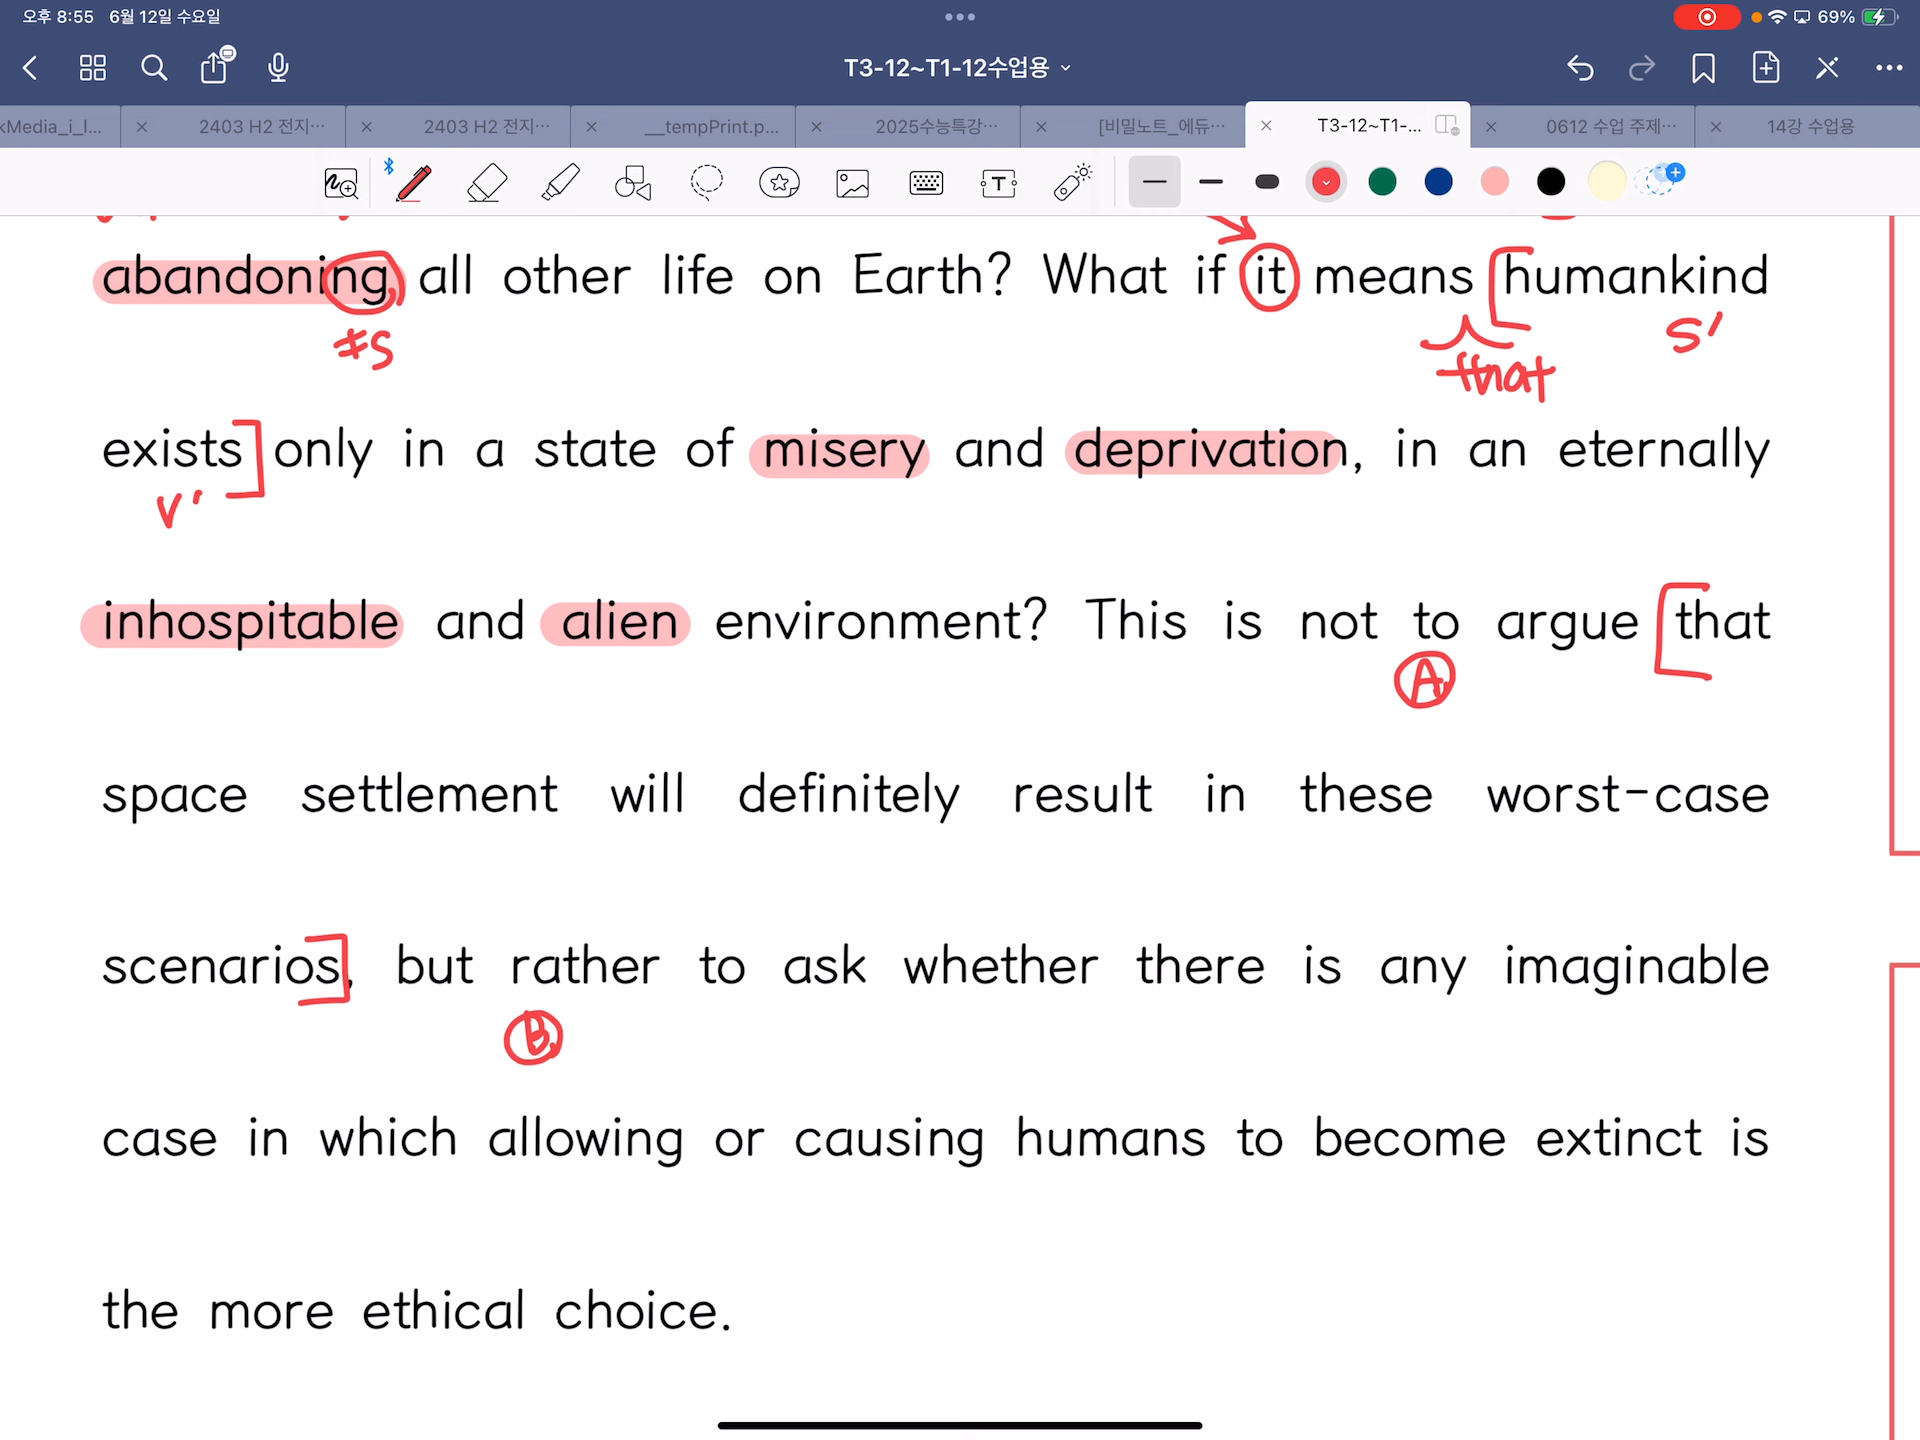 오후 8:55 6월 12일 수요일
69%
T3-12~T1-12수업용
kMedia_i_l...
2403 H2 전지...
2403 H2 전지...
__tempPrint.p...
2025수능특강...
[비밀노트_에듀...
T3-12~T1-...
0612 수업 주제...
14강 수업용
abandoning, all other life on Earth? What if it means [humankind
≠S
that
S'
exists] only in a state of misery and deprivation, in an eternally
V'
inhospitable and alien environment? This is not to argue [that
A
space settlement will definitely result in these worst-case
scenarios], but rather to ask whether there is any imaginable
B
case in which allowing or causing humans to become extinct is
the more ethical choice.